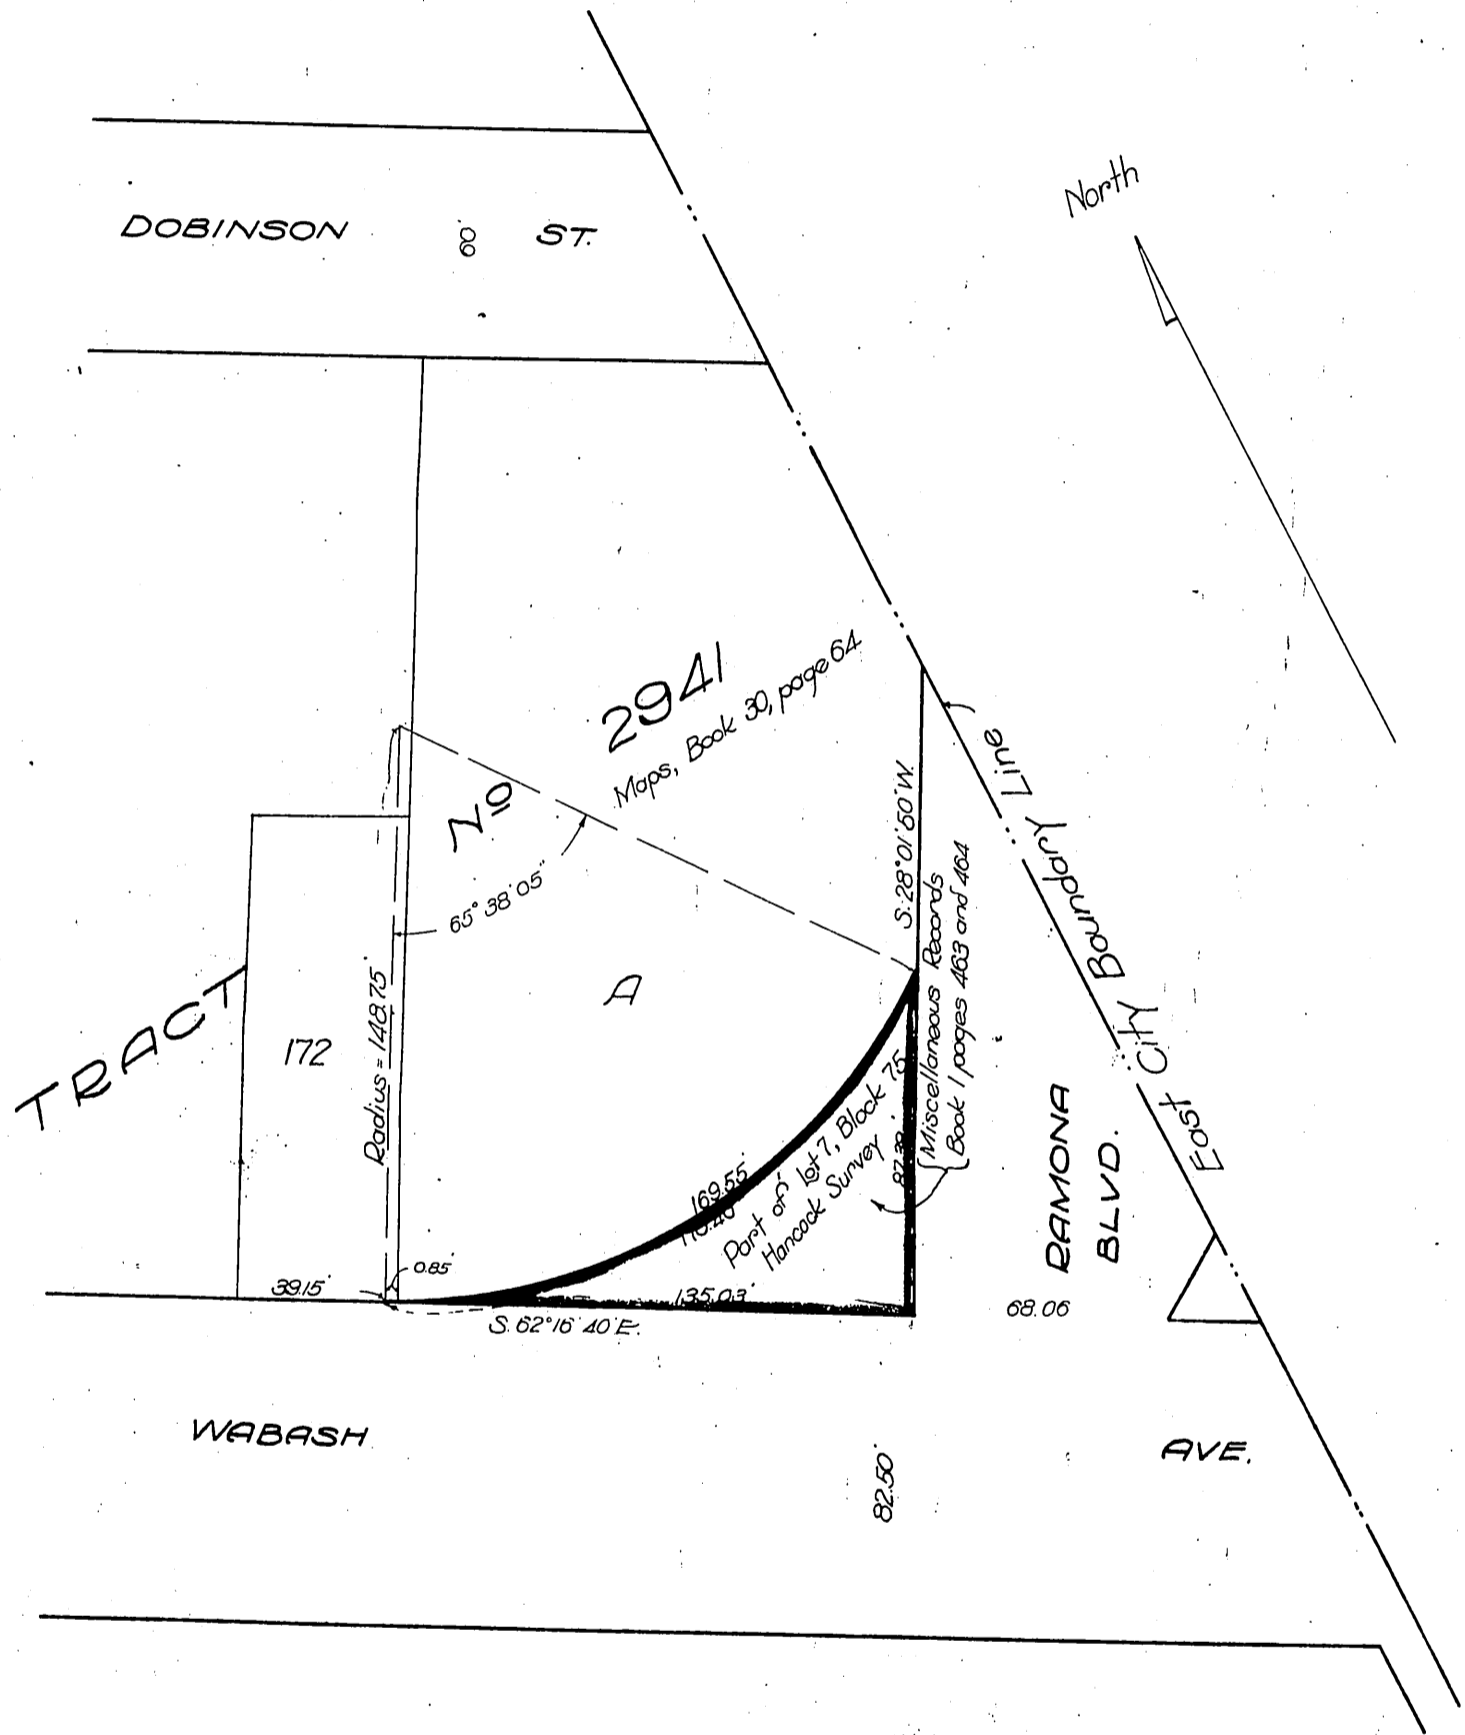 North
DOBINSON 60' ST.
2941
Maps, Book 30, page 64
Nº
TRACT
65° 38' 05"
S. 28° 01' 50" W.
East City Boundary Line
Miscellaneous Records
Book 1 pages 463 and 464
A
172
Radius = 148.75'
169.55'
Part of Lot 7, Block 75
Hancock Survey
RAMONA
BLVD.
0.85'
39.15'
135.03'
68.06
S. 62° 16' 40" E.
WABASH AVE.
82.50'